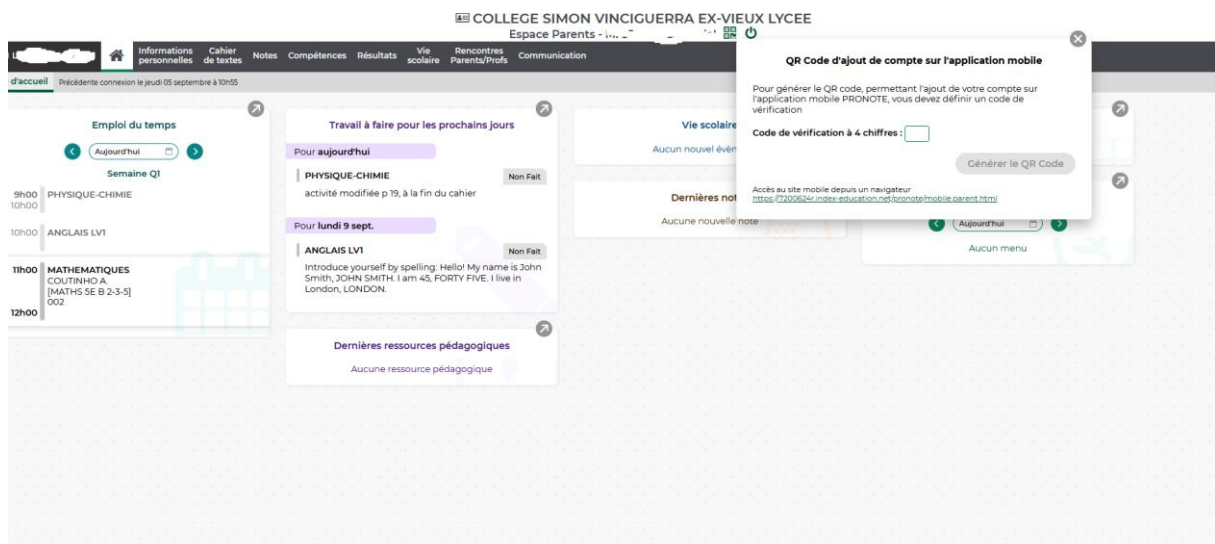 COLLEGE SIMON VINCIGUERRA EX-VIEUX LYCEE
Espace Parents -
Informations personnelles
Cahier de textes
Notes
Compétences
Résultats
Vie scolaire
Rencontres Parents/Profs
Communication
d'accueil
Précédente connexion le jeudi 05 septembre à 10h55
Emploi du temps
Aujourd'hui
Semaine Q1
9h00 PHYSIQUE-CHIMIE
10h00
10h00 ANGLAIS LV1
11h00 MATHEMATIQUES
COUTINHO A.
[MATHS 5E B 2-3-5]
002
12h00
Travail à faire pour les prochains jours
Pour aujourd'hui
PHYSIQUE-CHIMIE
Non Fait
activité modifiée p 19, à la fin du cahier
Pour lundi 9 sept.
ANGLAIS LV1
Non Fait
Introduce yourself by spelling: Hello! My name is John
Smith, JOHN SMITH. I am 45, FORTY FIVE. I live in
London, LONDON.
Dernières ressources pédagogiques
Aucune ressource pédagogique
Vie scolaire
Aucun nouvel évèn
Dernières not
Aucune nouvelle note
QR Code d'ajout de compte sur l'application mobile
Pour générer le QR code, permettant l'ajout de votre compte sur
l'application mobile PRONOTE, vous devez définir un code de
vérification
Code de vérification à 4 chiffres :
Générer le QR Code
Accès au site mobile depuis un navigateur
https://7200624r.index-education.net/pronote/mobile.parent.html
Aujourd'hui
Aucun menu